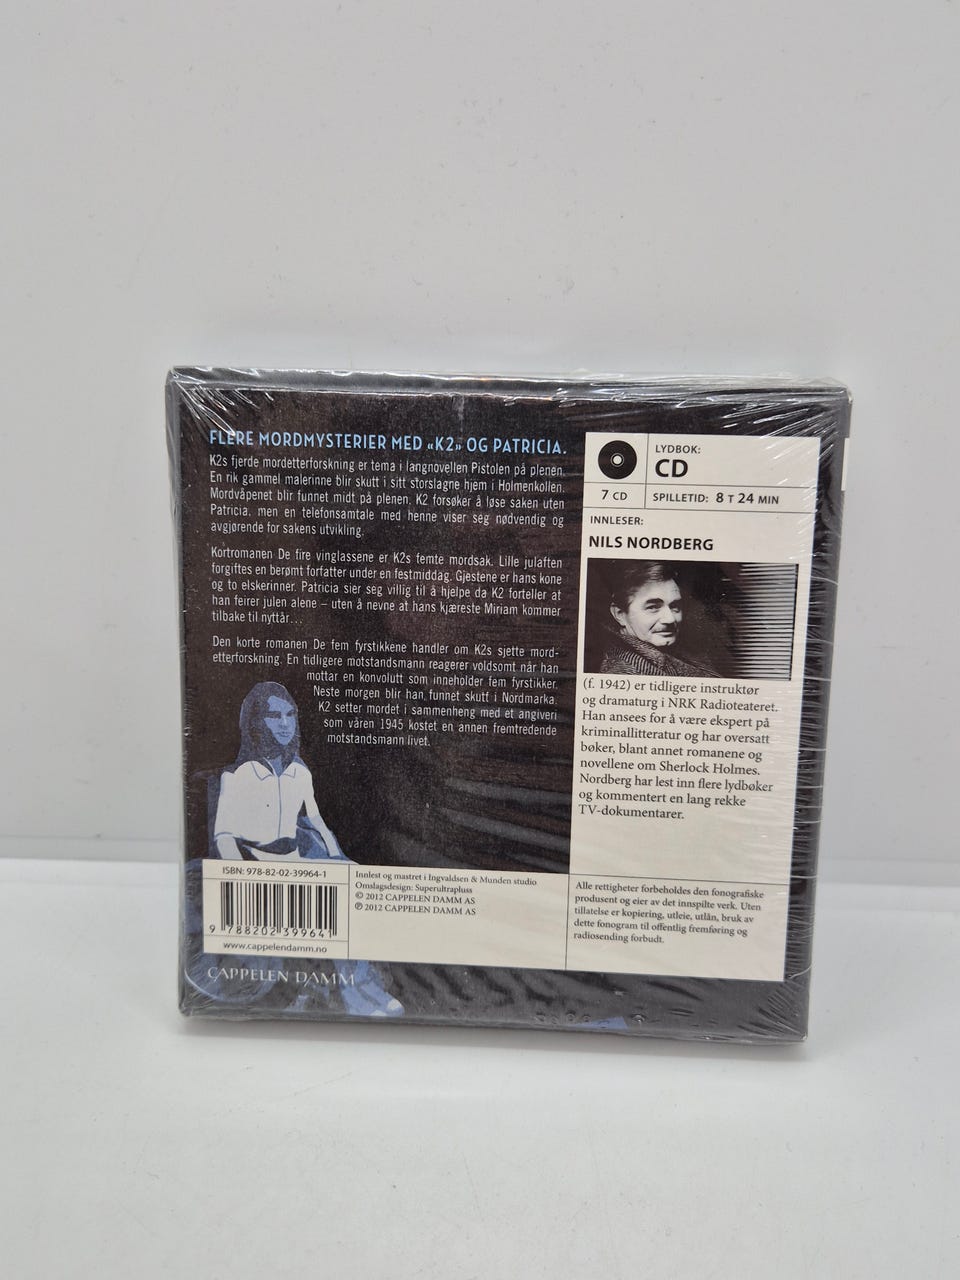 FLERE MORDMYSTERIER MED «K2» OG PATRICIA.
K2s fjerde mordetterforskning er tema i langnovellen Pistolen på plenen.
En rik gammel malerinne blir skutt i sitt storslagne hjem i Holmenkollen.
Mordvåpenet blir funnet midt på plenen. K2 forsøker å løse saken uten
Patricia, men en telefonsamtale med henne viser seg nødvendig og
avgjørende for sakens utvikling.
Kortromanen De fire vinglassene er K2s femte mordsak. Lille julaften
forgiftes en berømt forfatter under en festmiddag. Gjestene er hans kone
og to elskerinner. Patricia sier seg villig til å hjelpe da K2 forteller at
han feirer julen alene – uten å nevne at hans kjæreste Miriam kommer
tilbake til nyttår...
Den korte romanen De fem fyrstikkene handler om K2s sjette mord-
etterforskning. En tidligere motstandsmann reagerer voldsomt når han
mottar en konvolutt som inneholder fem fyrstikker.
Neste morgen blir han funnet skutt i Nordmarka.
K2 setter mordet i sammenheng med et angiveri
som våren 1945 kostet en annen fremtredende
motstandsmann livet.
LYDBOK:
CD
7 CD
SPILLETID: 8 T 24 MIN
INNLESER:
NILS NORDBERG
(f. 1942) er tidligere instruktør
og dramaturg i NRK Radioteateret.
Han ansees for å være ekspert på
kriminallitteratur og har oversatt
bøker, blant annet romanene og
novellene om Sherlock Holmes.
Nordberg har lest inn flere lydbøker
og kommentert en lang rekke
TV-dokumentarer.
ISBN: 978-82-02-39964-1
9 788202 399641
www.cappelendamm.no
CAPPELEN DAMM
Innlest og mastret i Ingvaldsen & Munden studio
Omslagsdesign: Superultrapluss
© 2012 CAPPELEN DAMM AS
℗ 2012 CAPPELEN DAMM AS
Alle rettigheter forbeholdes den fonografiske
produsent og eier av det innspilte verk. Uten
tillatelse er kopiering, utleie, utlån, bruk av
dette fonogram til offentlig fremføring og
radiosending forbudt.